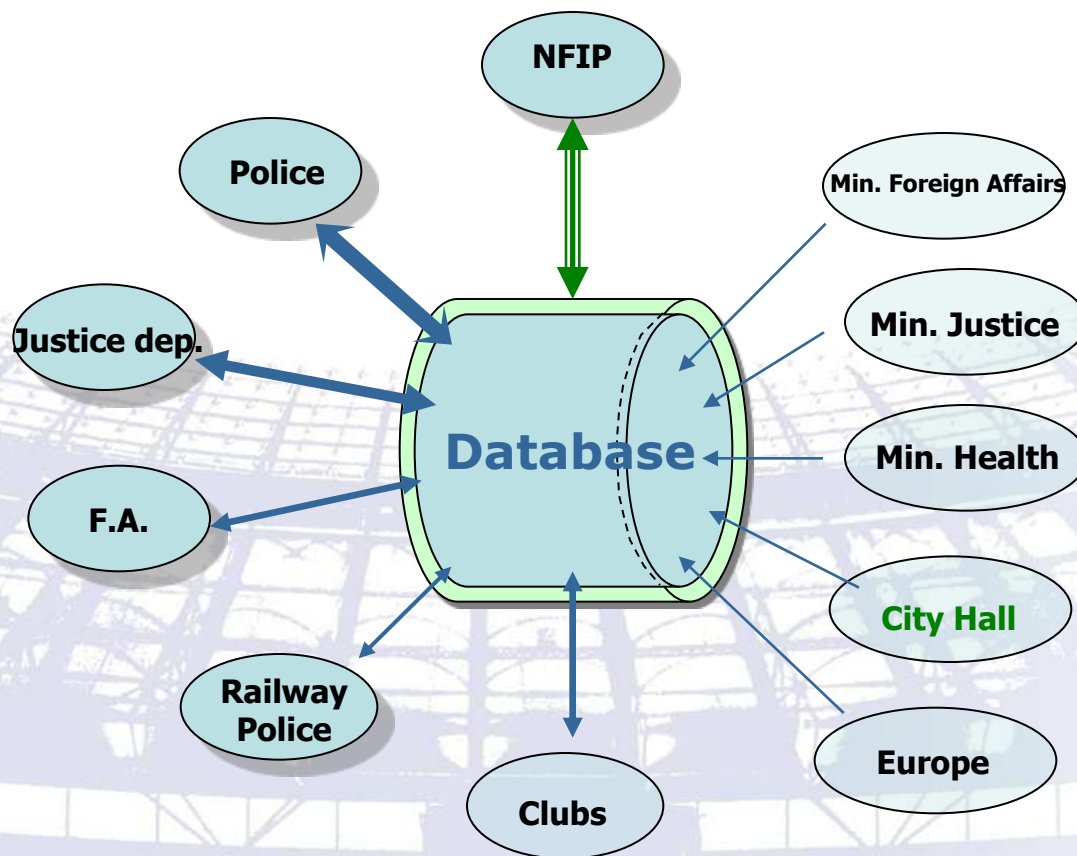 NFIP
Police
Min. Foreign Affairs
Justice dep.
Min. Justice
Database
Min. Health
F.A.
City Hall
Railway
Police
Europe
Clubs